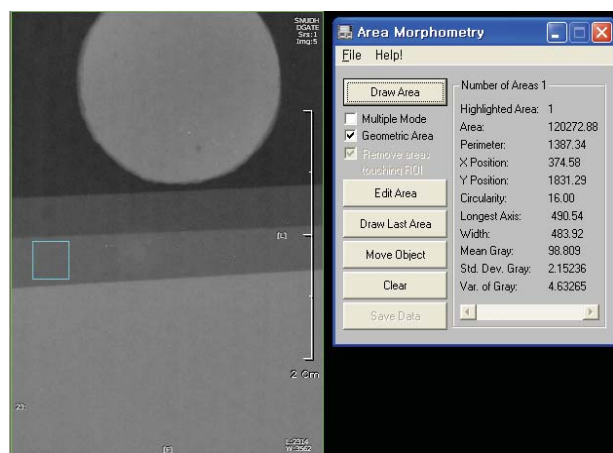 SNUDH
DGATE
Srs:1
Img:5
[L]
2 Cm
[F]
L:2314
W:3562
Area Morphometry
File Help!
Draw Area
Multiple Mode
Geometric Area
Remove areas
touching ROI
Edit Area
Draw Last Area
Move Object
Clear
Save Data
Number of Areas 1
Highlighted Area: 1
Area: 120272.88
Perimeter: 1387.34
X Position: 374.58
Y Position: 1831.29
Circularity: 16.00
Longest Axis: 490.54
Width: 483.92
Mean Gray: 98.809
Std. Dev. Gray: 2.15236
Var. of Gray: 4.63265